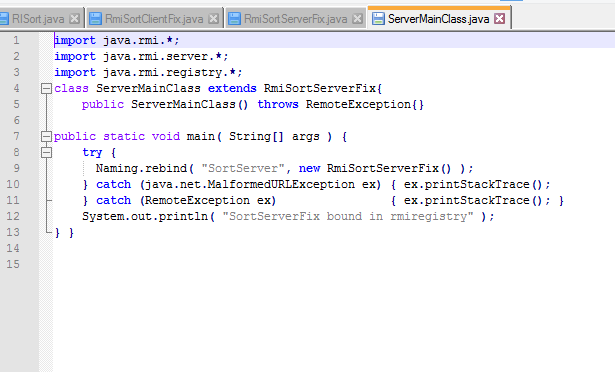 RISort.java RmiSortClientFix.java RmiSortServerFix.java ServerMainClass.java
1 import java.rmi.*;
2 import java.rmi.server.*;
3 import java.rmi.registry.*;
4 class ServerMainClass extends RmiSortServerFix{
5 public ServerMainClass() throws RemoteException{}
6
7 public static void main( String[] args ) {
8 try {
9 Naming.rebind( "SortServer", new RmiSortServerFix() );
10 } catch (java.net.MalformedURLException ex) { ex.printStackTrace();
11 } catch (RemoteException ex) { ex.printStackTrace(); }
12 System.out.println( "SortServerFix bound in rmiregistry" );
13 } }
14
15